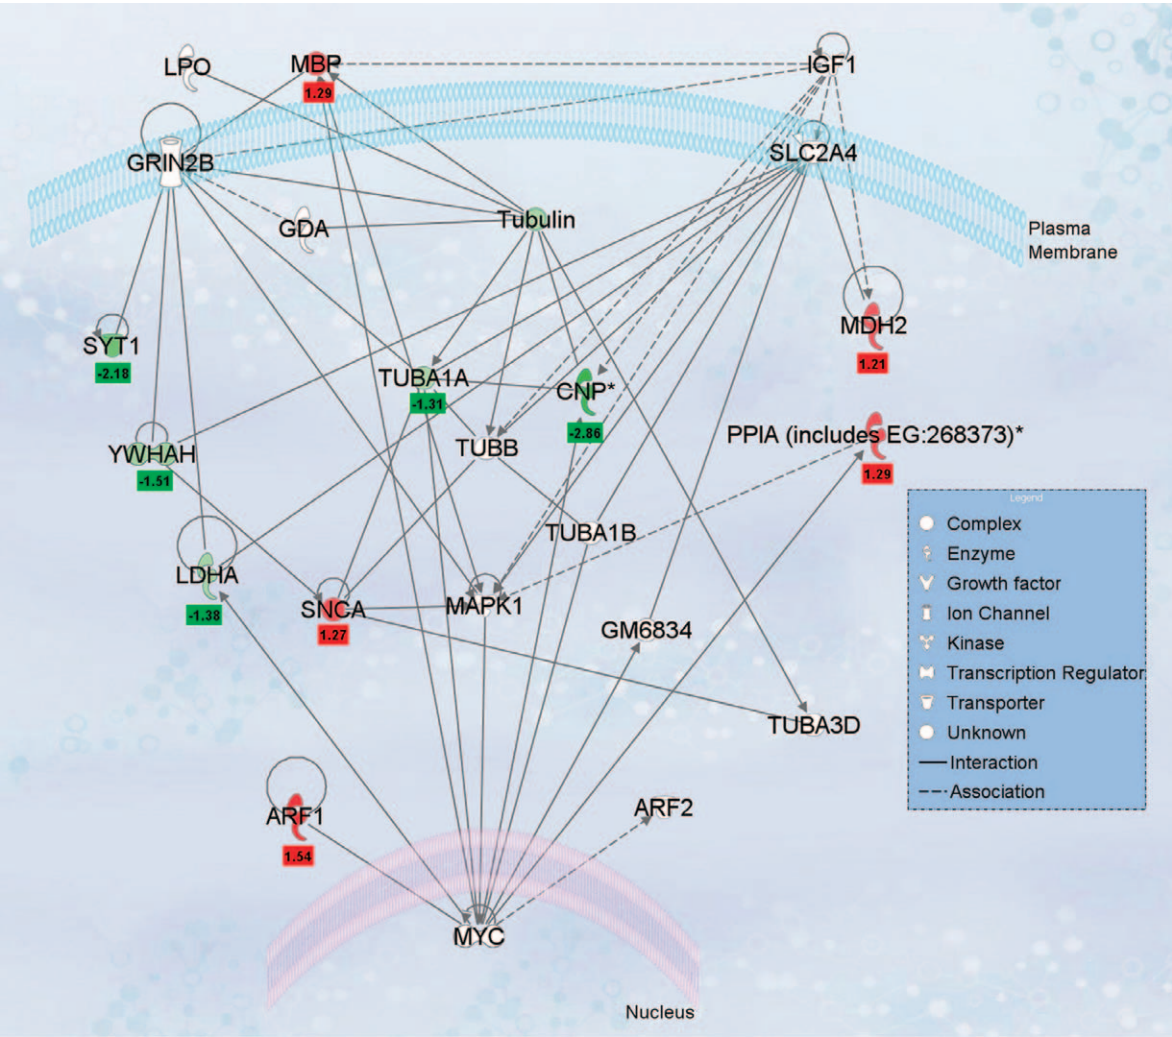 LPO
MBP
1.29
IGF1
GRIN2B
SLC2A4
GDA
Tubulin
Plasma
Membrane
SYT1
-2.18
MDH2
1.21
TUBA1A
-1.31
CNP*
-2.86
TUBB
PPIA (includes EG:268373)*
1.29
YWHAH
-1.51
TUBA1B
LDHA
-1.38
SNCA
1.27
MAPK1
GM6834
TUBA3D
ARF1
1.54
ARF2
MYC
Nucleus
Legend
Complex
Enzyme
Growth factor
Ion Channel
Kinase
Transcription Regulator
Transporter
Unknown
Interaction
Association